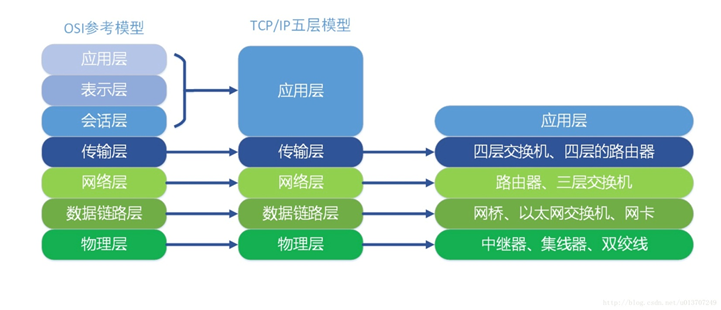 OSI参考模型
TCP/IP五层模型
应用层
表示层
会话层
传输层
网络层
数据链路层
物理层
应用层
传输层
网络层
数据链路层
物理层
应用层
四层交换机、四层的路由器
路由器、三层交换机
网桥、以太网交换机、网卡
中继器、集线器、双绞线